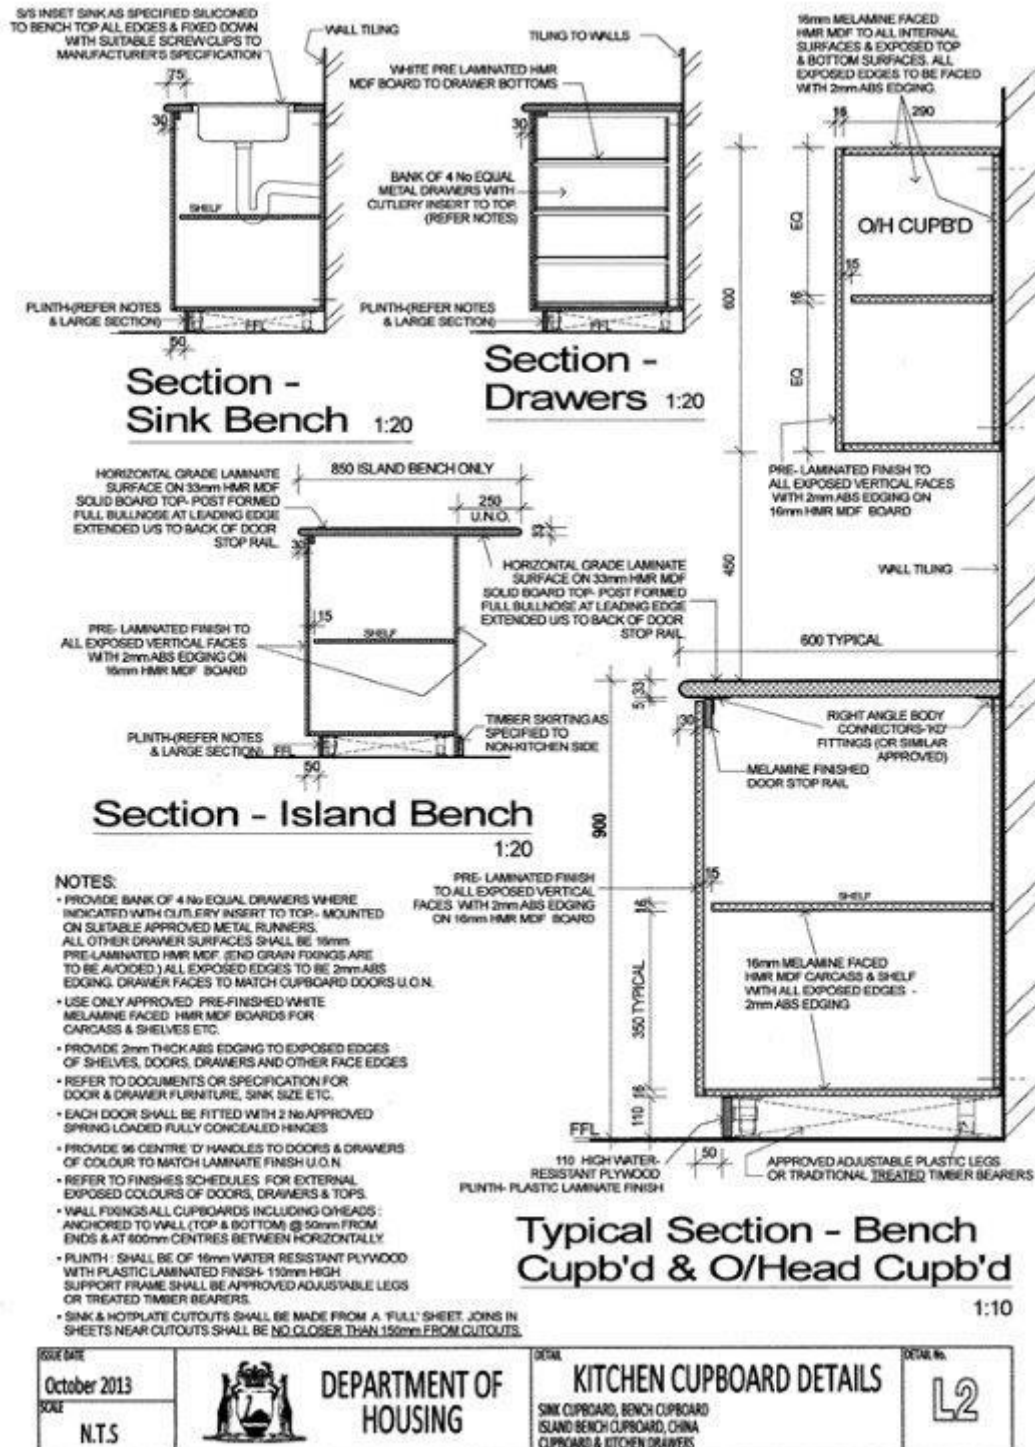 S/S INSET SINK AS SPECIFIED SILICONED
TO BENCH TOP ALL EDGES & FIXED DOWN
WITH SUITABLE SCREW CLIPS TO
MANUFACTURER'S SPECIFICATION
WALL TILING
75
30
SHELF
PLINTH-(REFER NOTES
& LARGE SECTION)
FFL
50
Section -
Sink Bench 1:20
TILING TO WALLS
WHITE PRE LAMINATED HMR
MDF BOARD TO DRAWER BOTTOMS
30
BANK OF 4 No EQUAL
METAL DRAWERS WITH
CUTLERY INSERT TO TOP.
(REFER NOTES)
PLINTH-(REFER NOTES
& LARGE SECTION)
FFL
Section -
Drawers 1:20
16mm MELAMINE FACED
HMR MDF TO ALL INTERNAL
SURFACES & EXPOSED TOP
& BOTTOM SURFACES. ALL
EXPOSED EDGES TO BE FACED
WITH 2mm ABS EDGING.
16
290
O/H CUPB'D
15
EQ
16
EQ
600
450
PRE- LAMINATED FINISH TO
ALL EXPOSED VERTICAL FACES
WITH 2mm ABS EDGING ON
16mm HMR MDF BOARD
WALL TILING
HORIZONTAL GRADE LAMINATE
SURFACE ON 33mm HMR MDF
SOLID BOARD TOP- POST FORMED
FULL BULLNOSE AT LEADING EDGE
EXTENDED U/S TO BACK OF DOOR
STOP RAIL.
850 ISLAND BENCH ONLY
250
U.N.O.
33
30
15
SHELF
PRE- LAMINATED FINISH TO
ALL EXPOSED VERTICAL FACES
WITH 2mm ABS EDGING ON
16mm HMR MDF BOARD
PLINTH-(REFER NOTES
& LARGE SECTION)
FFL
50
TIMBER SKIRTING AS
SPECIFIED TO
NON-KITCHEN SIDE
Section - Island Bench
1:20
HORIZONTAL GRADE LAMINATE
SURFACE ON 33mm HMR MDF
SOLID BOARD TOP- POST FORMED
FULL BULLNOSE AT LEADING EDGE
EXTENDED U/S TO BACK OF DOOR
STOP RAIL
600 TYPICAL
33
5
30
RIGHT ANGLE BODY
CONNECTORS-'KD'
FITTINGS (OR SIMILAR
APPROVED)
MELAMINE FINISHED
DOOR STOP RAIL
900
PRE- LAMINATED FINISH
TO ALL EXPOSED VERTICAL
FACES WITH 2mm ABS EDGING
ON 16mm HMR MDF BOARD
15
SHELF
16
350 TYPICAL
16
110
16mm MELAMINE FACED
HMR MDF CARCASS & SHELF
WITH ALL EXPOSED EDGES -
2mm ABS EDGING
FFL
50
110 HIGH WATER-
RESISTANT PLYWOOD
PLINTH- PLASTIC LAMINATE FINISH
APPROVED ADJUSTABLE PLASTIC LEGS
OR TRADITIONAL TREATED TIMBER BEARERS
Typical Section - Bench
Cupb'd & O/Head Cupb'd
1:10
NOTES:
• PROVIDE BANK OF 4 No EQUAL DRAWERS WHERE
INDICATED WITH CUTLERY INSERT TO TOP - MOUNTED
ON SUITABLE APPROVED METAL RUNNERS.
ALL OTHER DRAWER SURFACES SHALL BE 16mm
PRE-LAMINATED HMR MDF. (END GRAIN FIXINGS ARE
TO BE AVOIDED.) ALL EXPOSED EDGES TO BE 2mm ABS
EDGING. DRAWER FACES TO MATCH CUPBOARD DOORS U.O.N.
• USE ONLY APPROVED PRE-FINISHED WHITE
MELAMINE FACED HMR MDF BOARDS FOR
CARCASS & SHELVES ETC.
• PROVIDE 2mm THICK ABS EDGING TO EXPOSED EDGES
OF SHELVES, DOORS, DRAWERS AND OTHER FACE EDGES
• REFER TO DOCUMENTS OR SPECIFICATION FOR
DOOR & DRAWER FURNITURE, SINK SIZE ETC.
• EACH DOOR SHALL BE FITTED WITH 2 No APPROVED
SPRING LOADED FULLY CONCEALED HINGES
• PROVIDE 96 CENTRE 'D' HANDLES TO DOORS & DRAWERS
OF COLOUR TO MATCH LAMINATE FINISH U.O.N.
• REFER TO FINISHES SCHEDULES FOR EXTERNAL
EXPOSED COLOURS OF DOORS, DRAWERS & TOPS.
• WALL FIXINGS ALL CUPBOARDS INCLUDING O/HEADS :
ANCHORED TO WALL (TOP & BOTTOM) @ 50mm FROM
ENDS & AT 600mm CENTRES BETWEEN HORIZONTALLY.
• PLINTH : SHALL BE OF 16mm WATER RESISTANT PLYWOOD
WITH PLASTIC LAMINATED FINISH- 110mm HIGH
SUPPORT FRAME SHALL BE APPROVED ADJUSTABLE LEGS
OR TREATED TIMBER BEARERS.
• SINK & HOTPLATE CUTOUTS SHALL BE MADE FROM A 'FULL' SHEET. JOINS IN
SHEETS NEAR CUTOUTS SHALL BE NO CLOSER THAN 150mm FROM CUTOUTS.
ISSUE DATE
October 2013
SCALE
N.T.S
DEPARTMENT OF
HOUSING
DETAIL
KITCHEN CUPBOARD DETAILS
SINK CUPBOARD, BENCH CUPBOARD
ISLAND BENCH CUPBOARD, CHINA
CUPBOARD & KITCHEN DRAWERS
DETAIL No.
L2